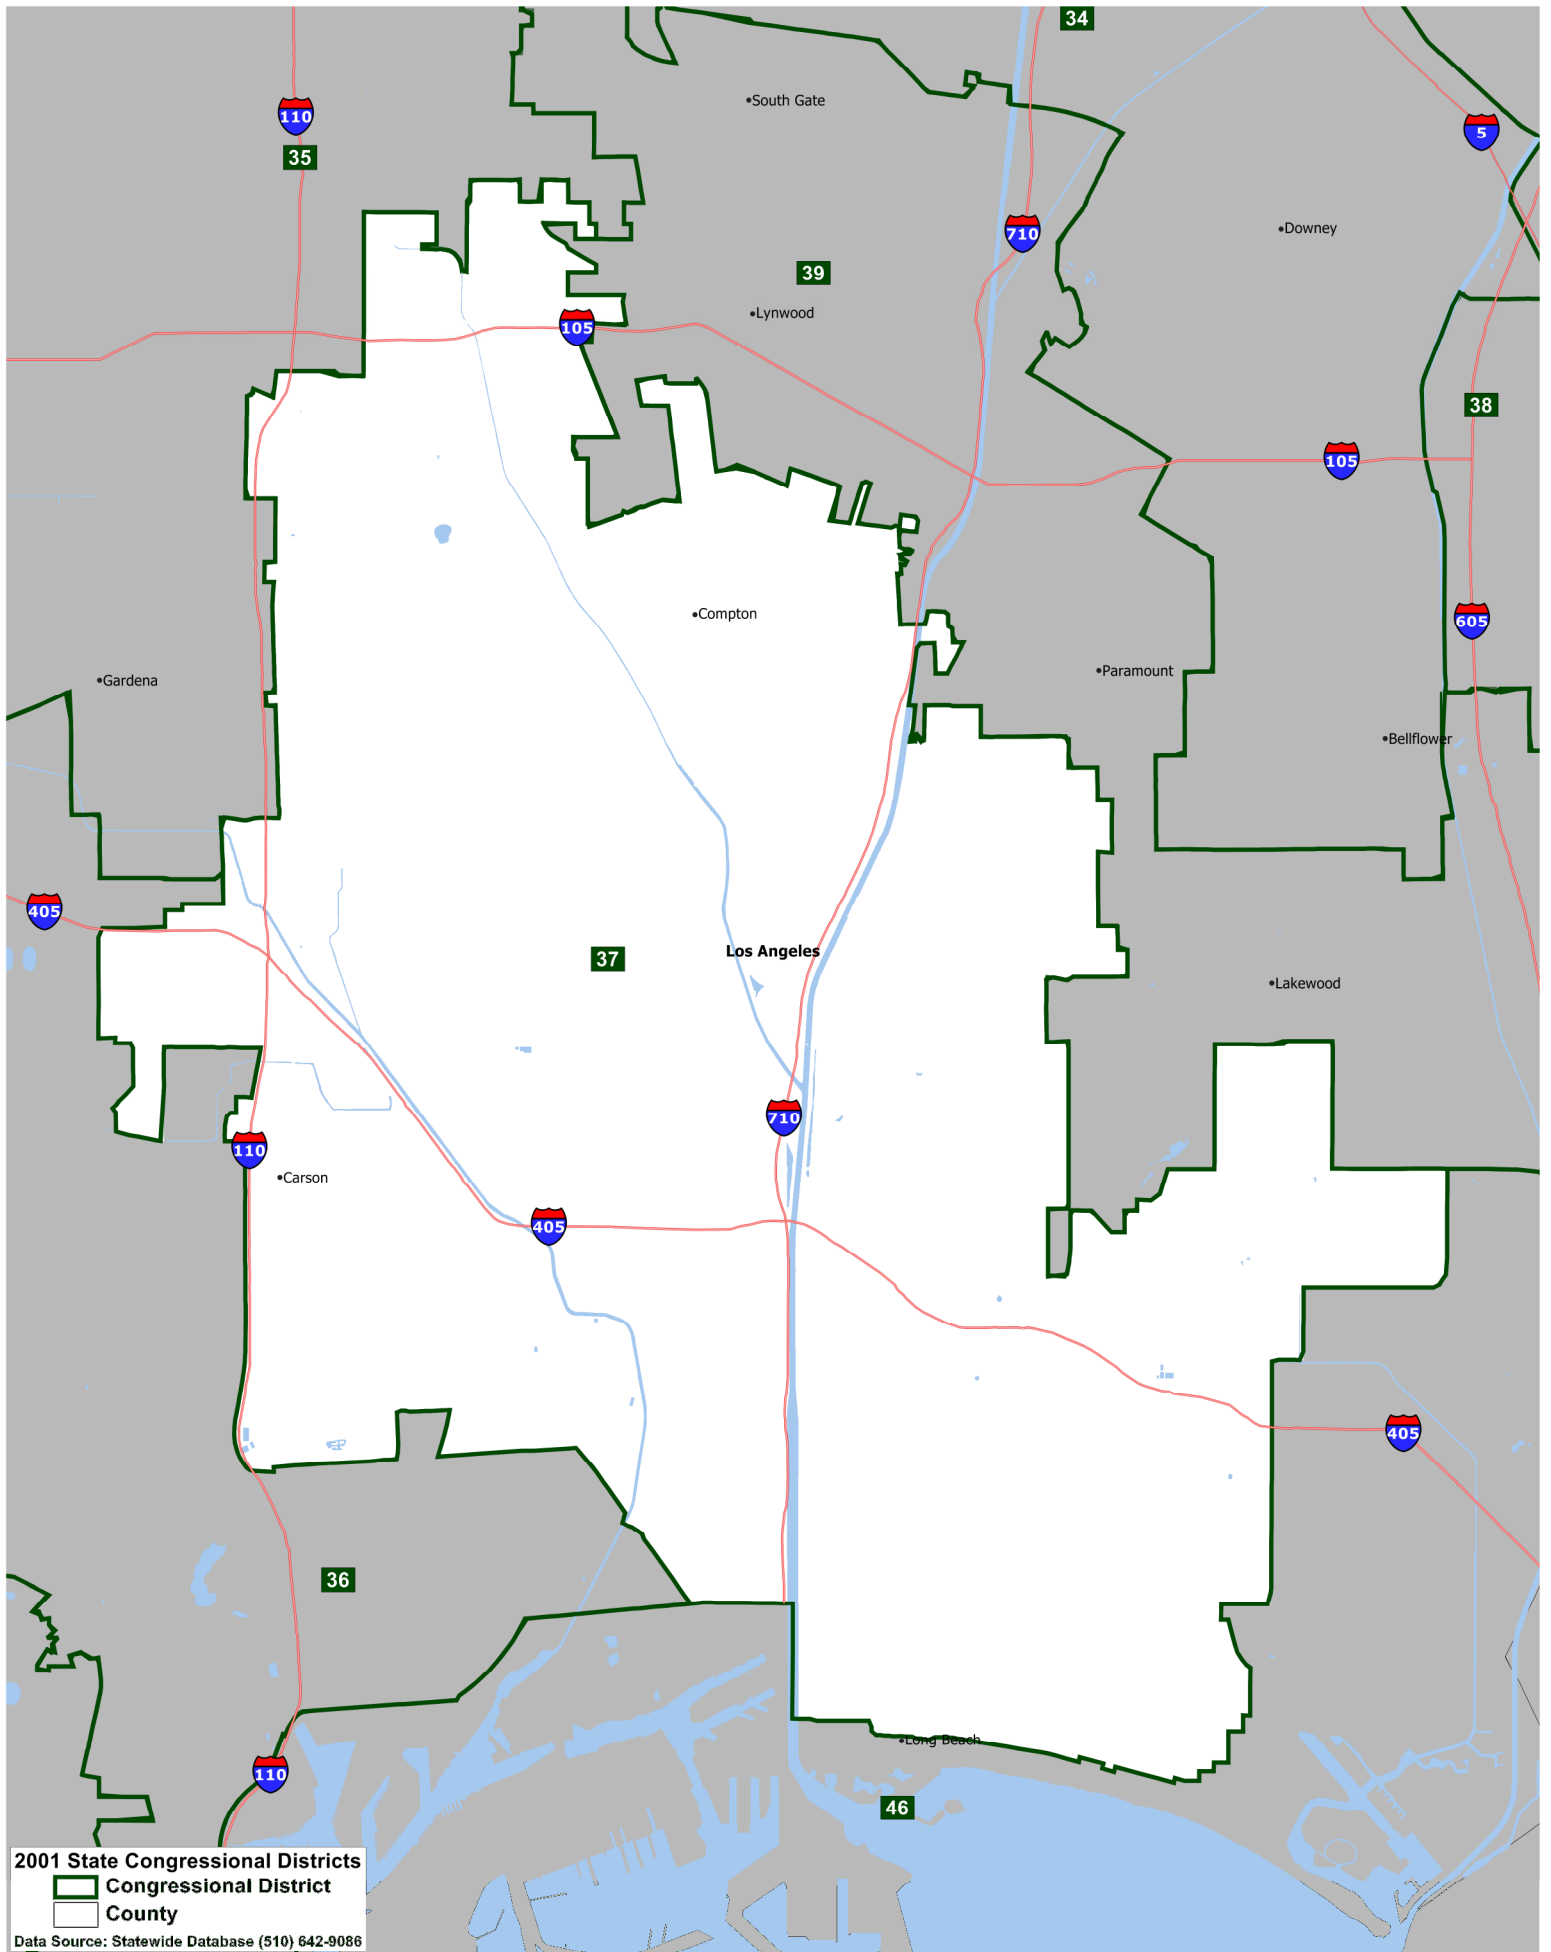 34
South Gate
110
5
35
Downey
710
39
Lynwood
105
38
105
Compton
605
Paramount
Gardena
Bellflower
405
Los Angeles
37
Lakewood
710
110
Carson
405
405
36
Long Beach
110
46
2001 State Congressional Districts
Congressional District
County
Data Source: Statewide Database (510) 642-9086